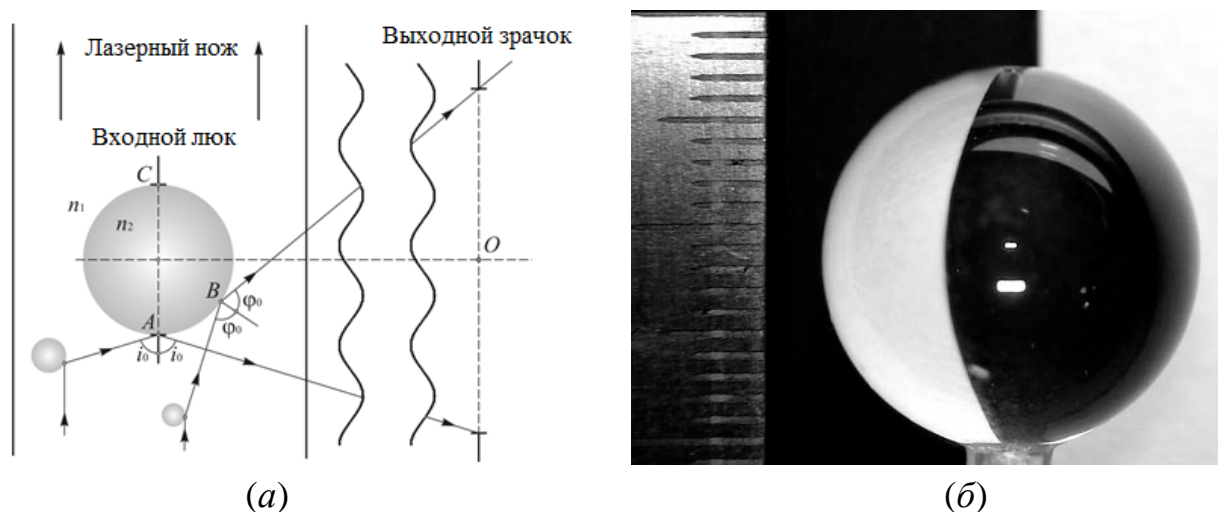 Лазерный нож
Выходной зрачок
Входной люк
C
n1
n2
O
B
φ0
φ0
A
i0 i0
(а)
(б)